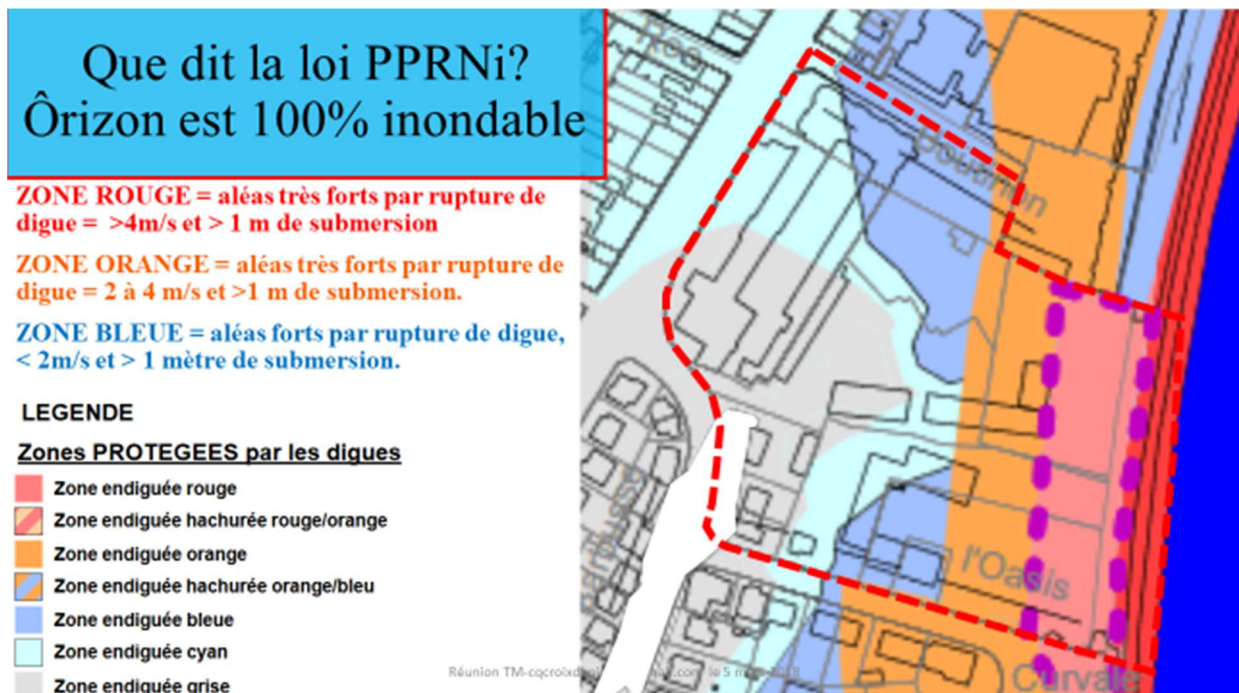 Que dit la loi PPRNi?
Ôrizon est 100% inondable
ZONE ROUGE = aléas très forts par rupture de
digue = >4m/s et > 1 m de submersion
ZONE ORANGE = aléas très forts par rupture de
digue = 2 à 4 m/s et >1 m de submersion.
ZONE BLEUE = aléas forts par rupture de digue,
< 2m/s et > 1 mètre de submersion.
LEGENDE
Zones PROTEGEES par les digues
Zone endiguée rouge
Zone endiguée hachurée rouge/orange
Zone endiguée orange
Zone endiguée hachurée orange/bleu
Zone endiguée bleue
Zone endiguée cyan
Zone endiguée grise
l'Oasis
Curvale
Réunion
le 5